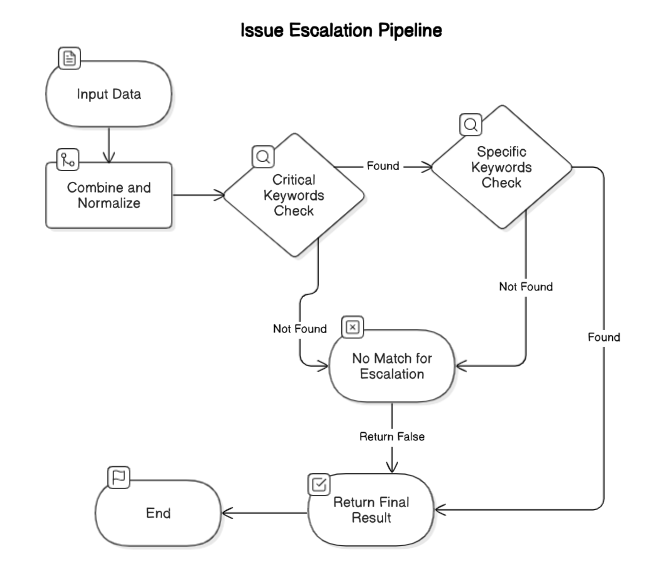 Issue Escalation Pipeline
Input Data
Combine and
Normalize
Critical
Keywords
Check
Found
Specific
Keywords
Check
Not Found
Not Found
Found
No Match for
Escalation
Return False
Return Final
Result
End